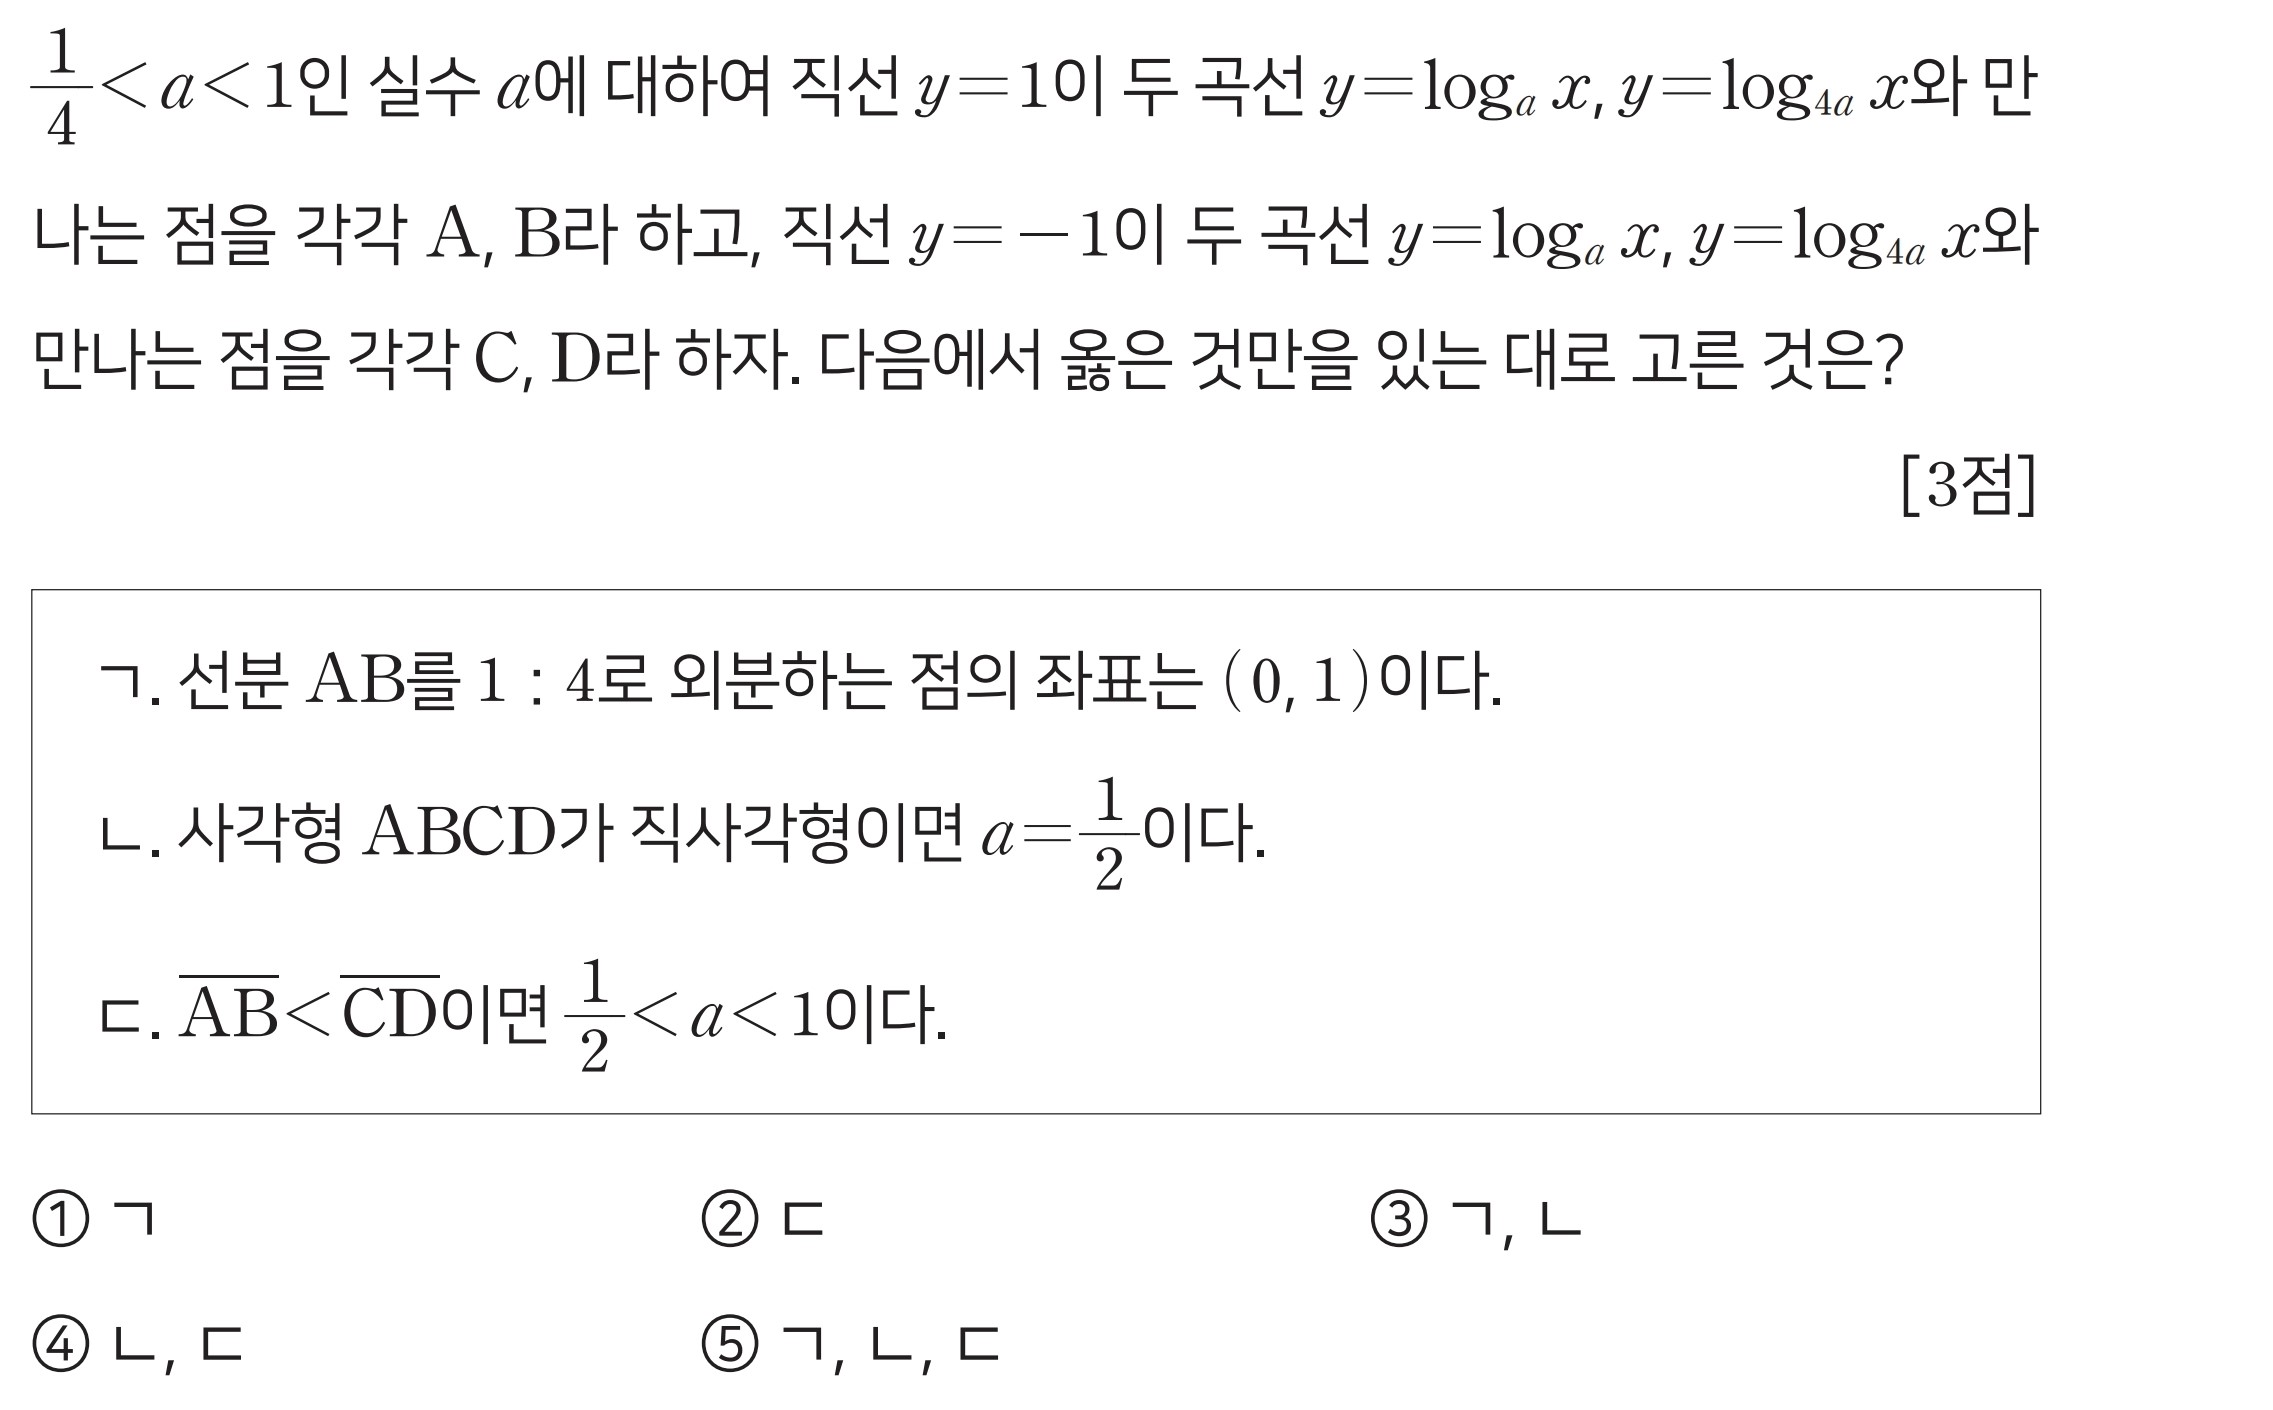 $\frac{1}{4}<a<1$인 실수 $a$에 대하여 직선 $y=1$이 두 곡선 $y=\log_a x$, $y=\log_{4a} x$와 만
나는 점을 각각 A, B라 하고, 직선 $y=-1$이 두 곡선 $y=\log_a x$, $y=\log_{4a} x$와
만나는 점을 각각 C, D라 하자. 다음에서 옳은 것만을 있는 대로 고른 것은?
[3점]
ㄱ. 선분 AB를 1 : 4로 외분하는 점의 좌표는 (0, 1)이다.
ㄴ. 사각형 ABCD가 직사각형이면 $a=\frac{1}{2}$이다.
ㄷ. $\overline{AB}<\overline{CD}$이면 $\frac{1}{2}<a<1$이다.
① ㄱ ② ㄷ ③ ㄱ, ㄴ
④ ㄴ, ㄷ ⑤ ㄱ, ㄴ, ㄷ